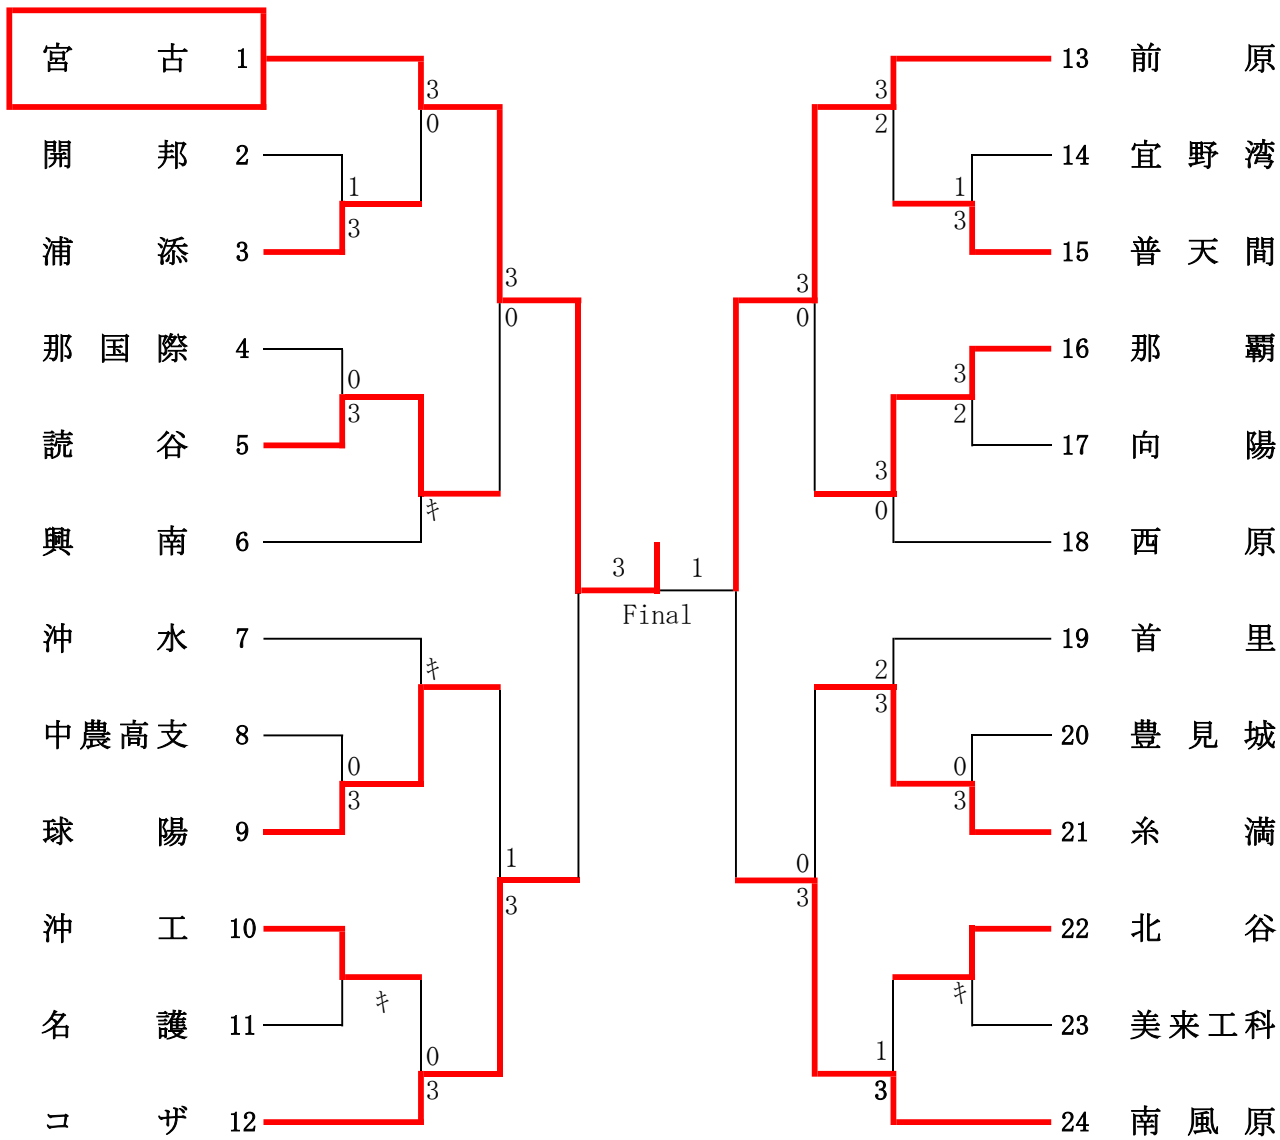 宮古 1
3
0
開邦 2
1
3
浦添 3
3
0
那国際 4
0
3
読谷 5
ｷ
興南 6
3 1
Final
沖水 7
ｷ
中農高支 8
0
3
球陽 9
1
3
沖工 10
ｷ
名護 11
0
3
コザ 12
13 前原
3
2
14 宜野湾
1
3
15 普天間
3
0
16 那覇
3
2
17 向陽
3
0
18 西原
19 首里
2
3
20 豊見城
0
3
21 糸満
0
3
22 北谷
ｷ
23 美来工科
1
3
24 南風原